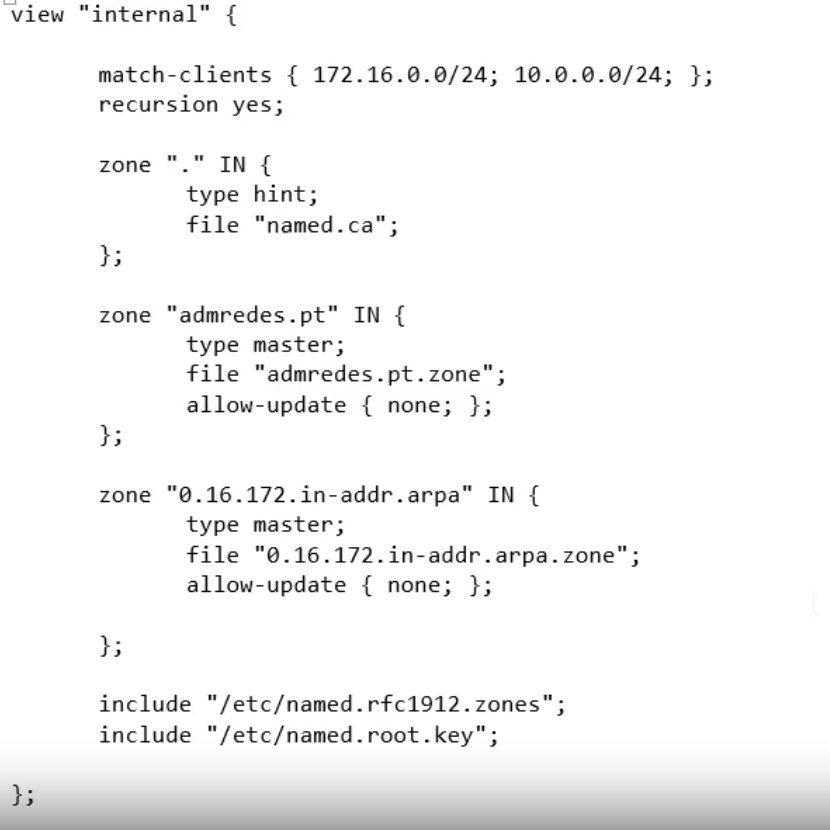 view "internal" {
match-clients { 172.16.0.0/24; 10.0.0.0/24; };
recursion yes;
zone "." IN {
type hint;
file "named.ca";
};
zone "admredes.pt" IN {
type master;
file "admredes.pt.zone";
allow-update { none; };
};
zone "0.16.172.in-addr.arpa" IN {
type master;
file "0.16.172.in-addr.arpa.zone";
allow-update { none; };
};
include "/etc/named.rfc1912.zones";
include "/etc/named.root.key";
};